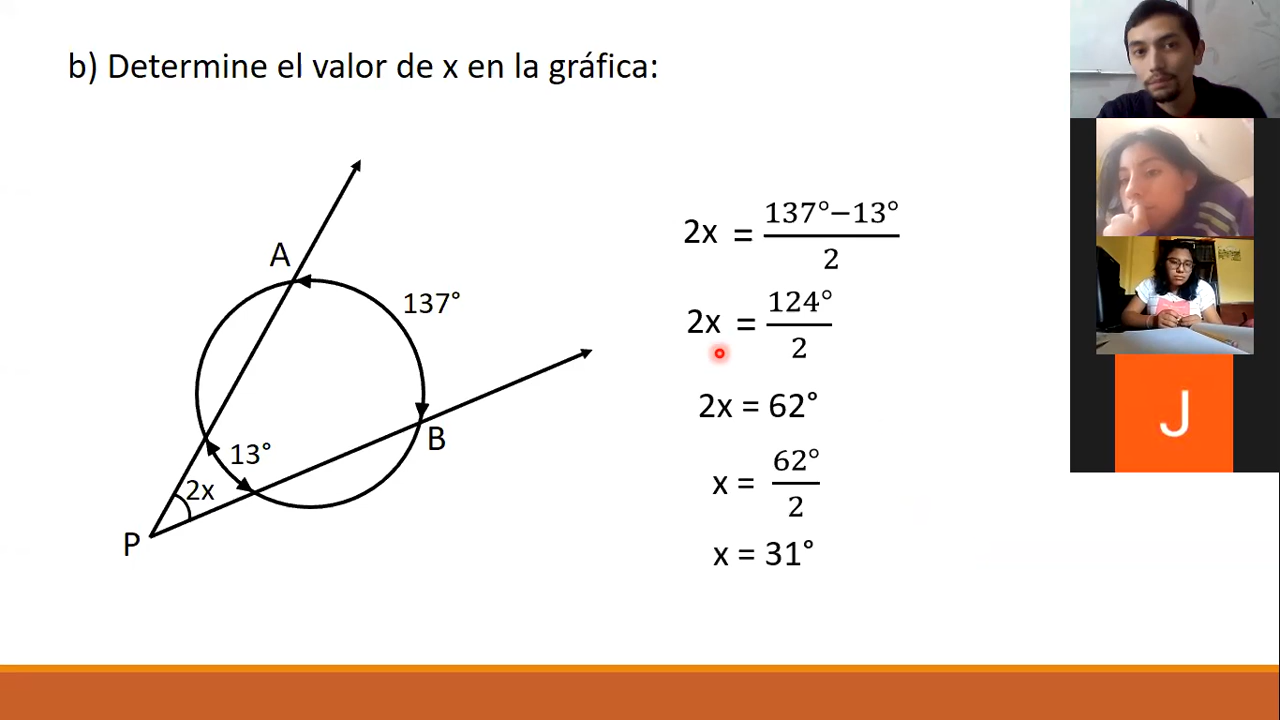 b) Determine el valor de x en la gráfica:
A
137°
B
13°
2x
P
2x = 137°−13°
2
2x = 124°
2
2x = 62°
x = 62°
2
x = 31°
J